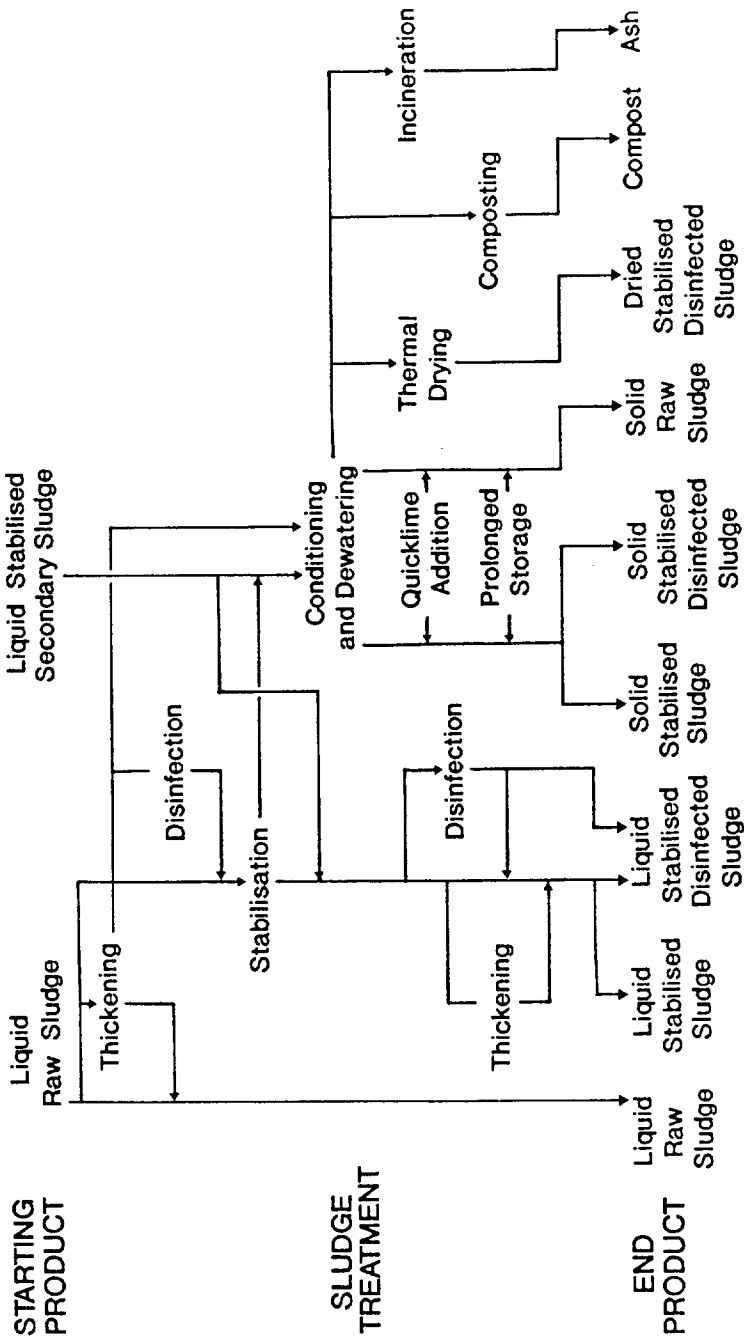 STARTING
PRODUCT
Liquid
Raw Sludge
Liquid Stabilised
Secondary Sludge
Thickening
Disinfection
Stabilisation
SLUDGE
TREATMENT
Conditioning
and Dewatering
Thermal
Drying
Composting
Incineration
Quicklime
Addition
Prolonged
Storage
Disinfection
Thickening
END
PRODUCT
Liquid
Raw
Sludge
Liquid
Stabilised
Sludge
Liquid
Stabilised
Disinfected
Sludge
Solid
Stabilised
Sludge
Solid
Stabilised
Disinfected
Sludge
Solid
Raw
Sludge
Dried
Stabilised
Disinfected
Sludge
Compost
Ash